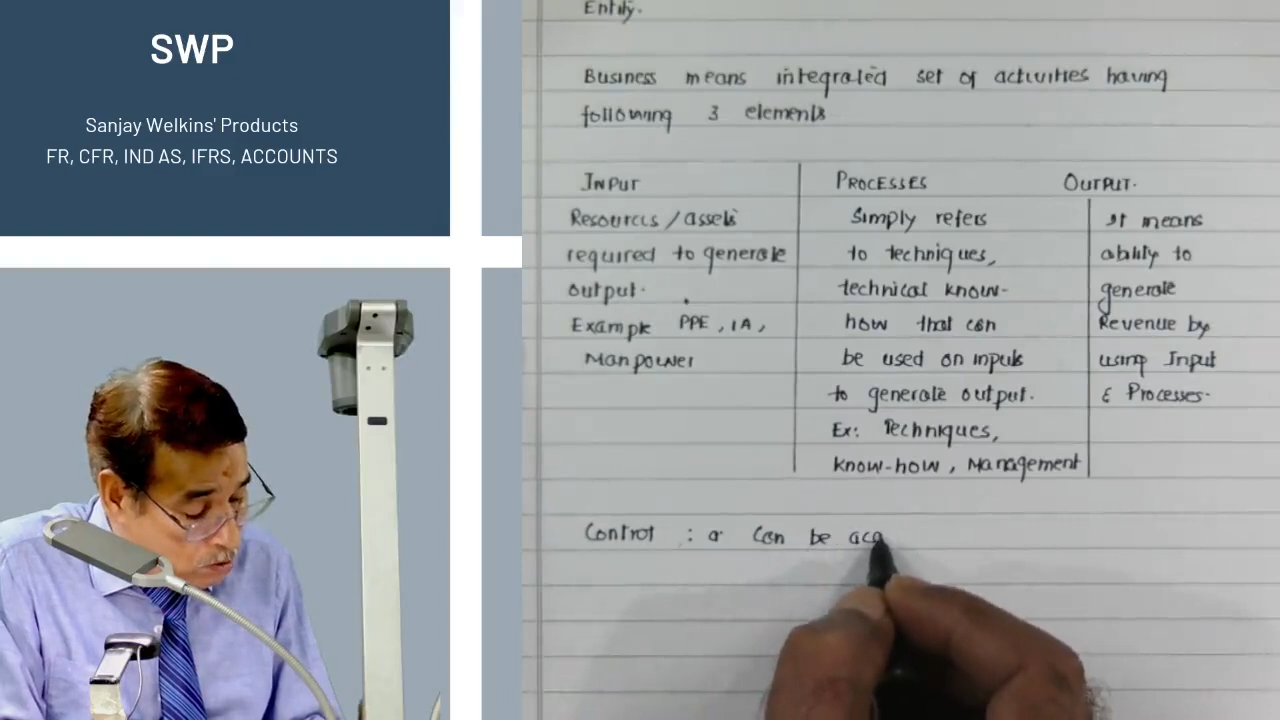 SWP
Sanjay Welkins' Products
FR, CFR, IND AS, IFRS, ACCOUNTS
Entity.
Business means integrated set of activities having
following 3 elements
INPUT
Resources / assets
required to generate
output.
Example PPE, IA,
Manpower
PROCESSES
Simply refers
to techniques,
technical know-
how that can
be used on inputs
to generate output.
Ex: Techniques,
know-how, Management
OUTPUT.
It means
ability to
generate
Revenue by
using Input
& Processes.
Control : a can be acq